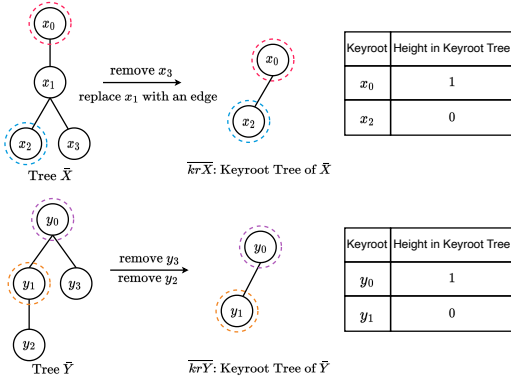 x₀
x₁
x₂
x₃
Tree X̄
remove x₃
replace x₁ with an edge
x₀
x₂
k̅r̅X̅: Keyroot Tree of X̄
Keyroot Height in Keyroot Tree
x₀ 1
x₂ 0
y₀
y₁
y₃
y₂
Tree Ȳ
remove y₃
remove y₂
y₀
y₁
k̅r̅Y̅: Keyroot Tree of Ȳ
Keyroot Height in Keyroot Tree
y₀ 1
y₁ 0